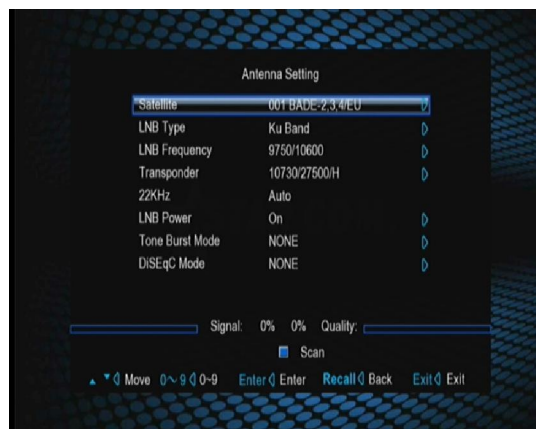 Antenna Setting
Satellite 001 BADE-2,3,4/EU
LNB Type Ku Band
LNB Frequency 9750/10600
Transponder 10730/27500/H
22KHz Auto
LNB Power On
Tone Burst Mode NONE
DiSEqC Mode NONE
Signal: 0% 0% Quality:
Scan
Move 0~9 0~9 Enter Enter Recall Back Exit Exit